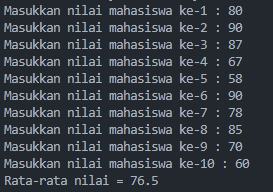 Masukkan nilai mahasiswa ke-1 : 80
Masukkan nilai mahasiswa ke-2 : 90
Masukkan nilai mahasiswa ke-3 : 87
Masukkan nilai mahasiswa ke-4 : 67
Masukkan nilai mahasiswa ke-5 : 58
Masukkan nilai mahasiswa ke-6 : 90
Masukkan nilai mahasiswa ke-7 : 78
Masukkan nilai mahasiswa ke-8 : 85
Masukkan nilai mahasiswa ke-9 : 70
Masukkan nilai mahasiswa ke-10 : 60
Rata-rata nilai = 76.5